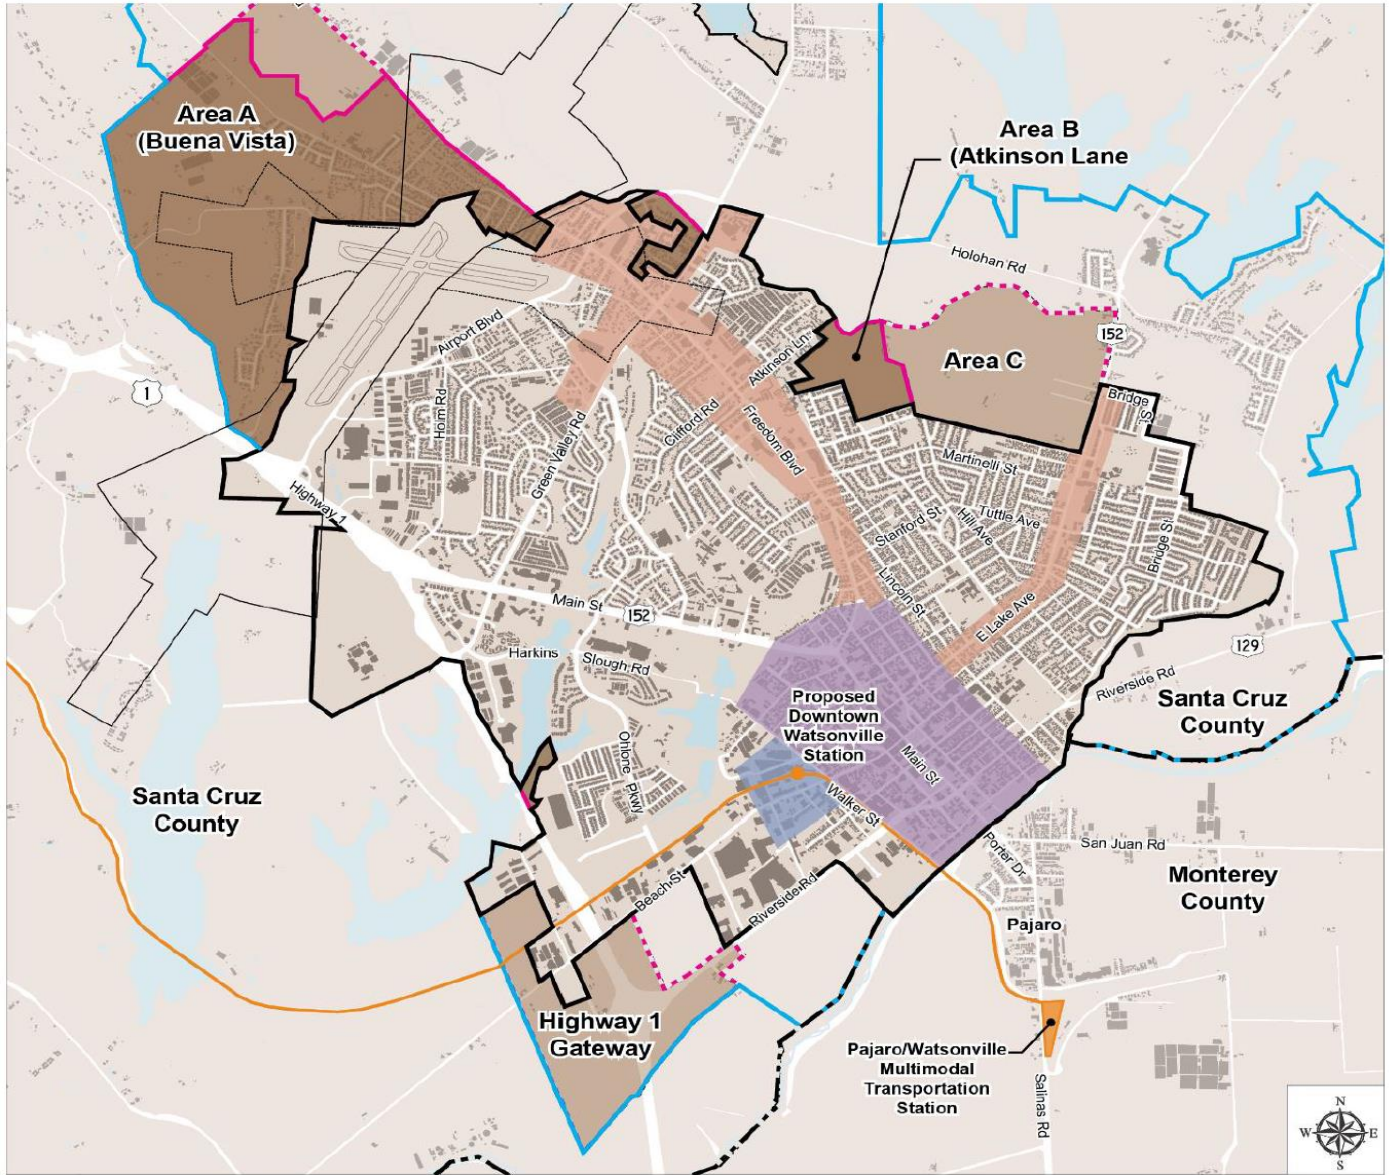 Area A
(Buena Vista)
Area B
(Atkinson Lane
Holohan Rd
152
Area C
Airport Blvd
Atkinson Ln
1
Holm Rd
Bridge St
Clifford Rd
Freedom Blvd
Green Valley Rd
Martinelli St
Highway 1
Tuttle Ave
Hill Ave
Stanford St
Bridge St
Lincoln St
Main St
152
E Lake Ave
129
Harkins
Slough Rd
Riverside Rd
Santa Cruz
County
Proposed
Downtown
Watsonville
Station
Main St
Ohlone Pkwy
Santa Cruz
County
Walker St
Porter Dr
San Juan Rd
Monterey
County
Beech St
Riverside Rd
Pajaro
Highway 1
Gateway
Pajaro/Watsonville
Multimodal
Transportation
Station
Salinas Rd
N
W
E
S